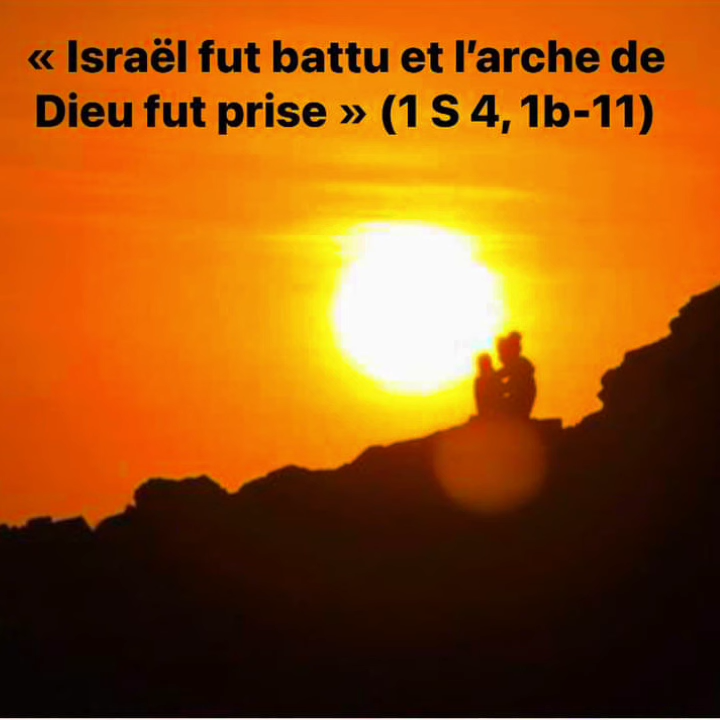 « Israël fut battu et l’arche de
Dieu fut prise » (1 S 4, 1b-11)